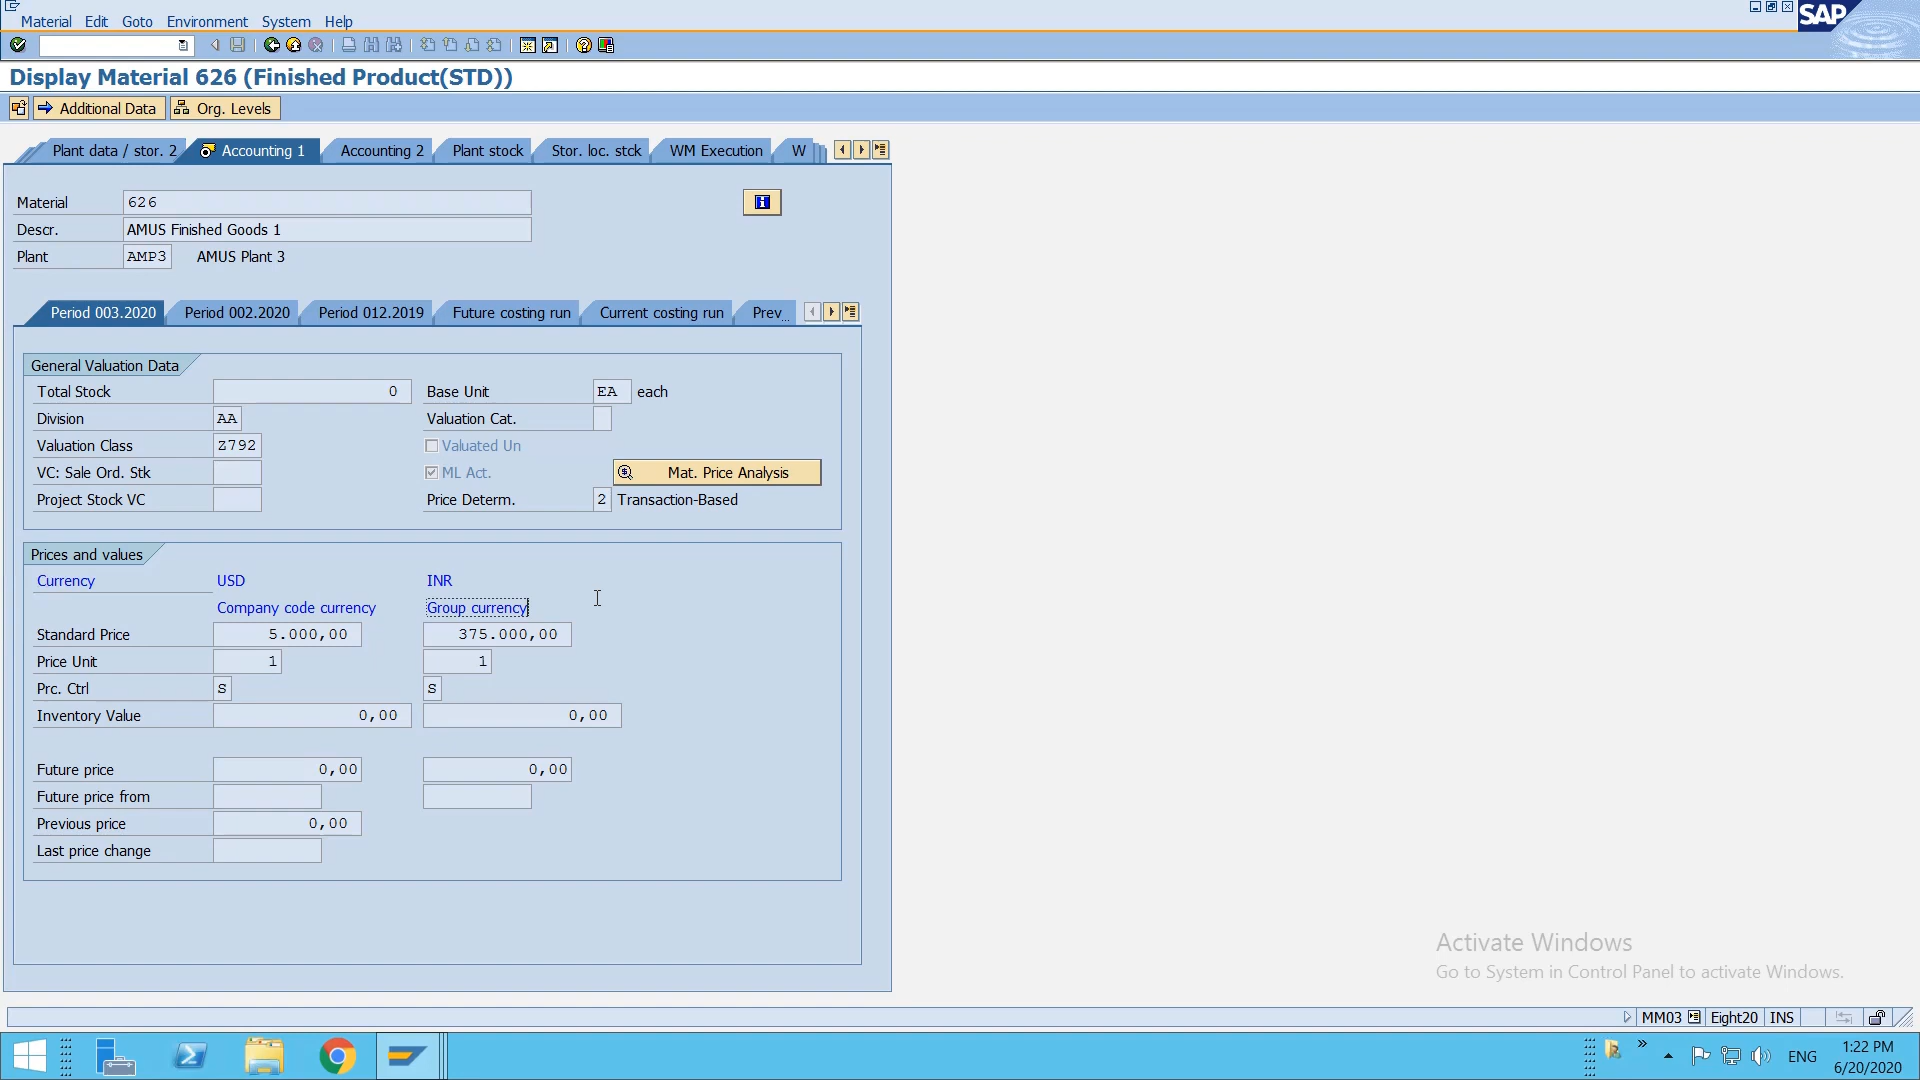 Material Edit Goto Environment System Help
SAP
Display Material 626 (Finished Product(STD))
Additional Data Org. Levels
Plant data / stor. 2 Accounting 1 Accounting 2 Plant stock Stor. loc. stck WM Execution W
Material 626
Descr. AMUS Finished Goods 1
Plant AMP3 AMUS Plant 3
Period 003.2020 Period 002.2020 Period 012.2019 Future costing run Current costing run Prev...
General Valuation Data
Total Stock 0 Base Unit EA each
Division AA Valuation Cat.
Valuation Class Z792 Valuated Un
VC: Sale Ord. Stk ML Act. Mat. Price Analysis
Project Stock VC Price Determ. 2 Transaction-Based
Prices and values
Currency USD INR
Company code currency Group currency
Standard Price 5.000,00 375.000,00
Price Unit 1 1
Prc. Ctrl S S
Inventory Value 0,00 0,00
Future price 0,00 0,00
Future price from
Previous price 0,00
Last price change
Activate Windows
Go to System in Control Panel to activate Windows.
MM03 Eight20 INS
ENG 1:22 PM
6/20/2020